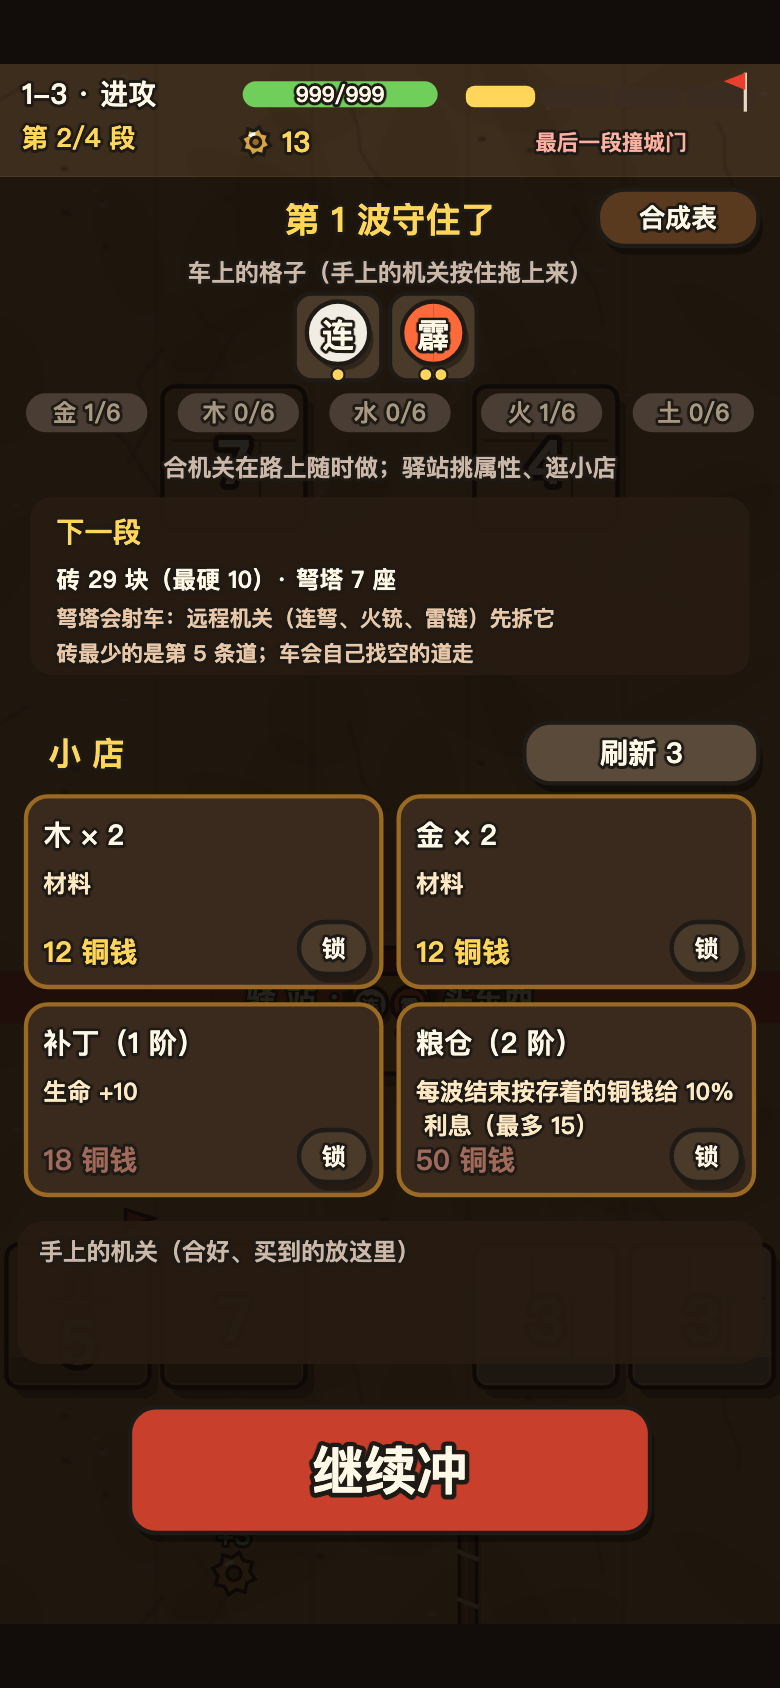 1–3 · 进攻
999/999
第 2/4 段
13
最后一段撞城门
第 1 波守住了
合成表
车上的格子（手上的机关按住拖上来）
连
霹
金 1/6
木 0/6
水 0/6
火 1/6
土 0/6
7
4
合机关在路上随时做；驿站挑属性、逛小店
下一段
砖 29 块（最硬 10）· 弩塔 7 座
弩塔会射车：远程机关（连弩、火铳、雷链）先拆它
砖最少的是第 5 条道；车会自己找空的道走
小 店
刷新 3
木 × 2
材料
12 铜钱
锁
金 × 2
材料
12 铜钱
锁
补丁（1 阶）
生命 +10
18 铜钱
锁
粮仓（2 阶）
每波结束按存着的铜钱给 10%
利息（最多 15）
50 铜钱
锁
手上的机关（合好、买到的放这里）
5
7
3
3
继续冲
+3